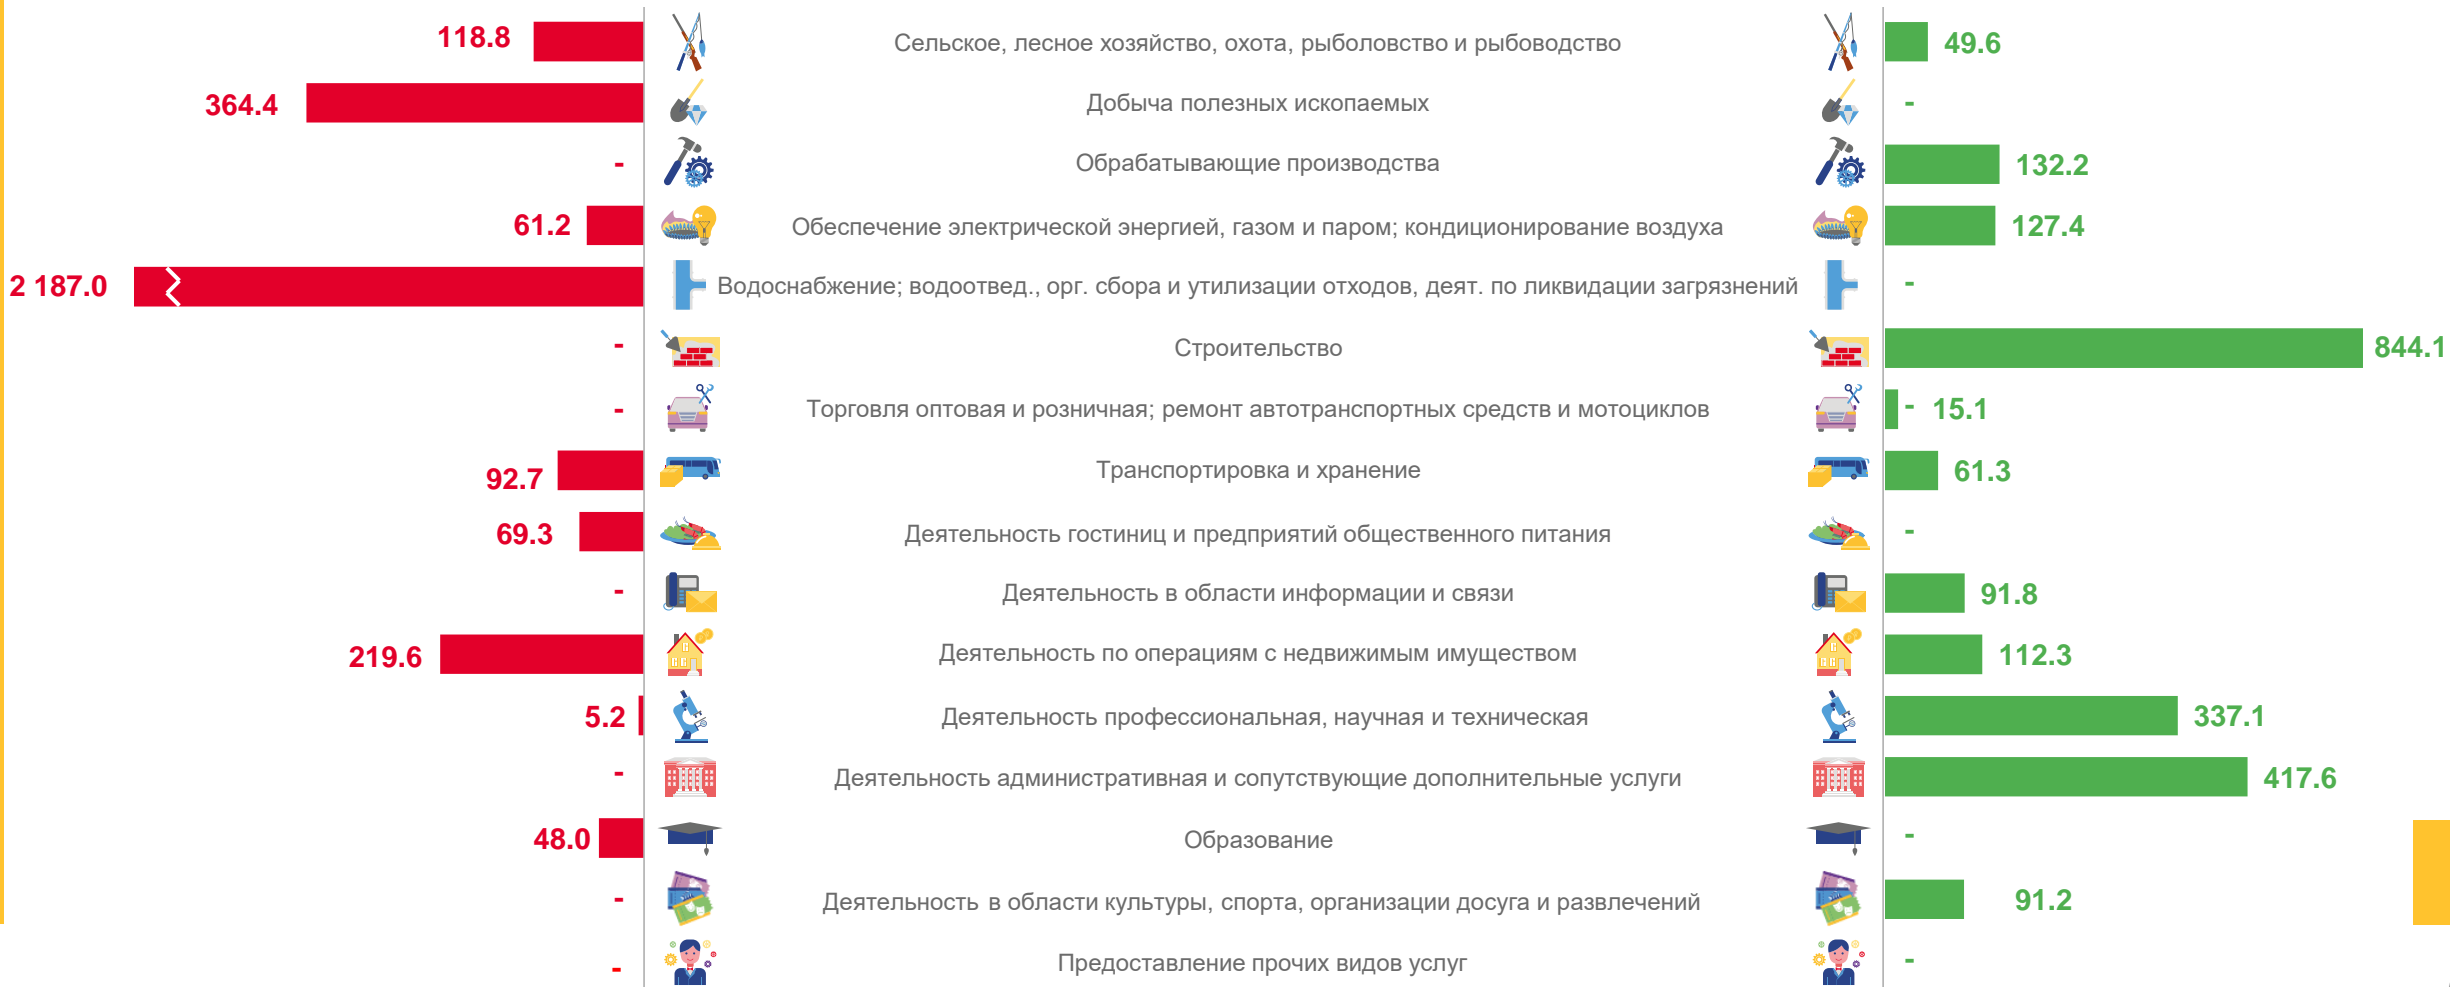 118.8 Сельское, лесное хозяйство, охота, рыболовство и рыбоводство 49.6
364.4 Добыча полезных ископаемых -
- Обрабатывающие производства 132.2
61.2 Обеспечение электрической энергией, газом и паром; кондиционирование воздуха 127.4
2 187.0 Водоснабжение; водоотвед., орг. сбора и утилизации отходов, деят. по ликвидации загрязнений -
- Строительство 844.1
- Торговля оптовая и розничная; ремонт автотранспортных средств и мотоциклов - 15.1
92.7 Транспортировка и хранение 61.3
69.3 Деятельность гостиниц и предприятий общественного питания -
- Деятельность в области информации и связи 91.8
219.6 Деятельность по операциям с недвижимым имуществом 112.3
5.2 Деятельность профессиональная, научная и техническая 337.1
- Деятельность административная и сопутствующие дополнительные услуги 417.6
48.0 Образование -
- Деятельность в области культуры, спорта, организации досуга и развлечений 91.2
- Предоставление прочих видов услуг -